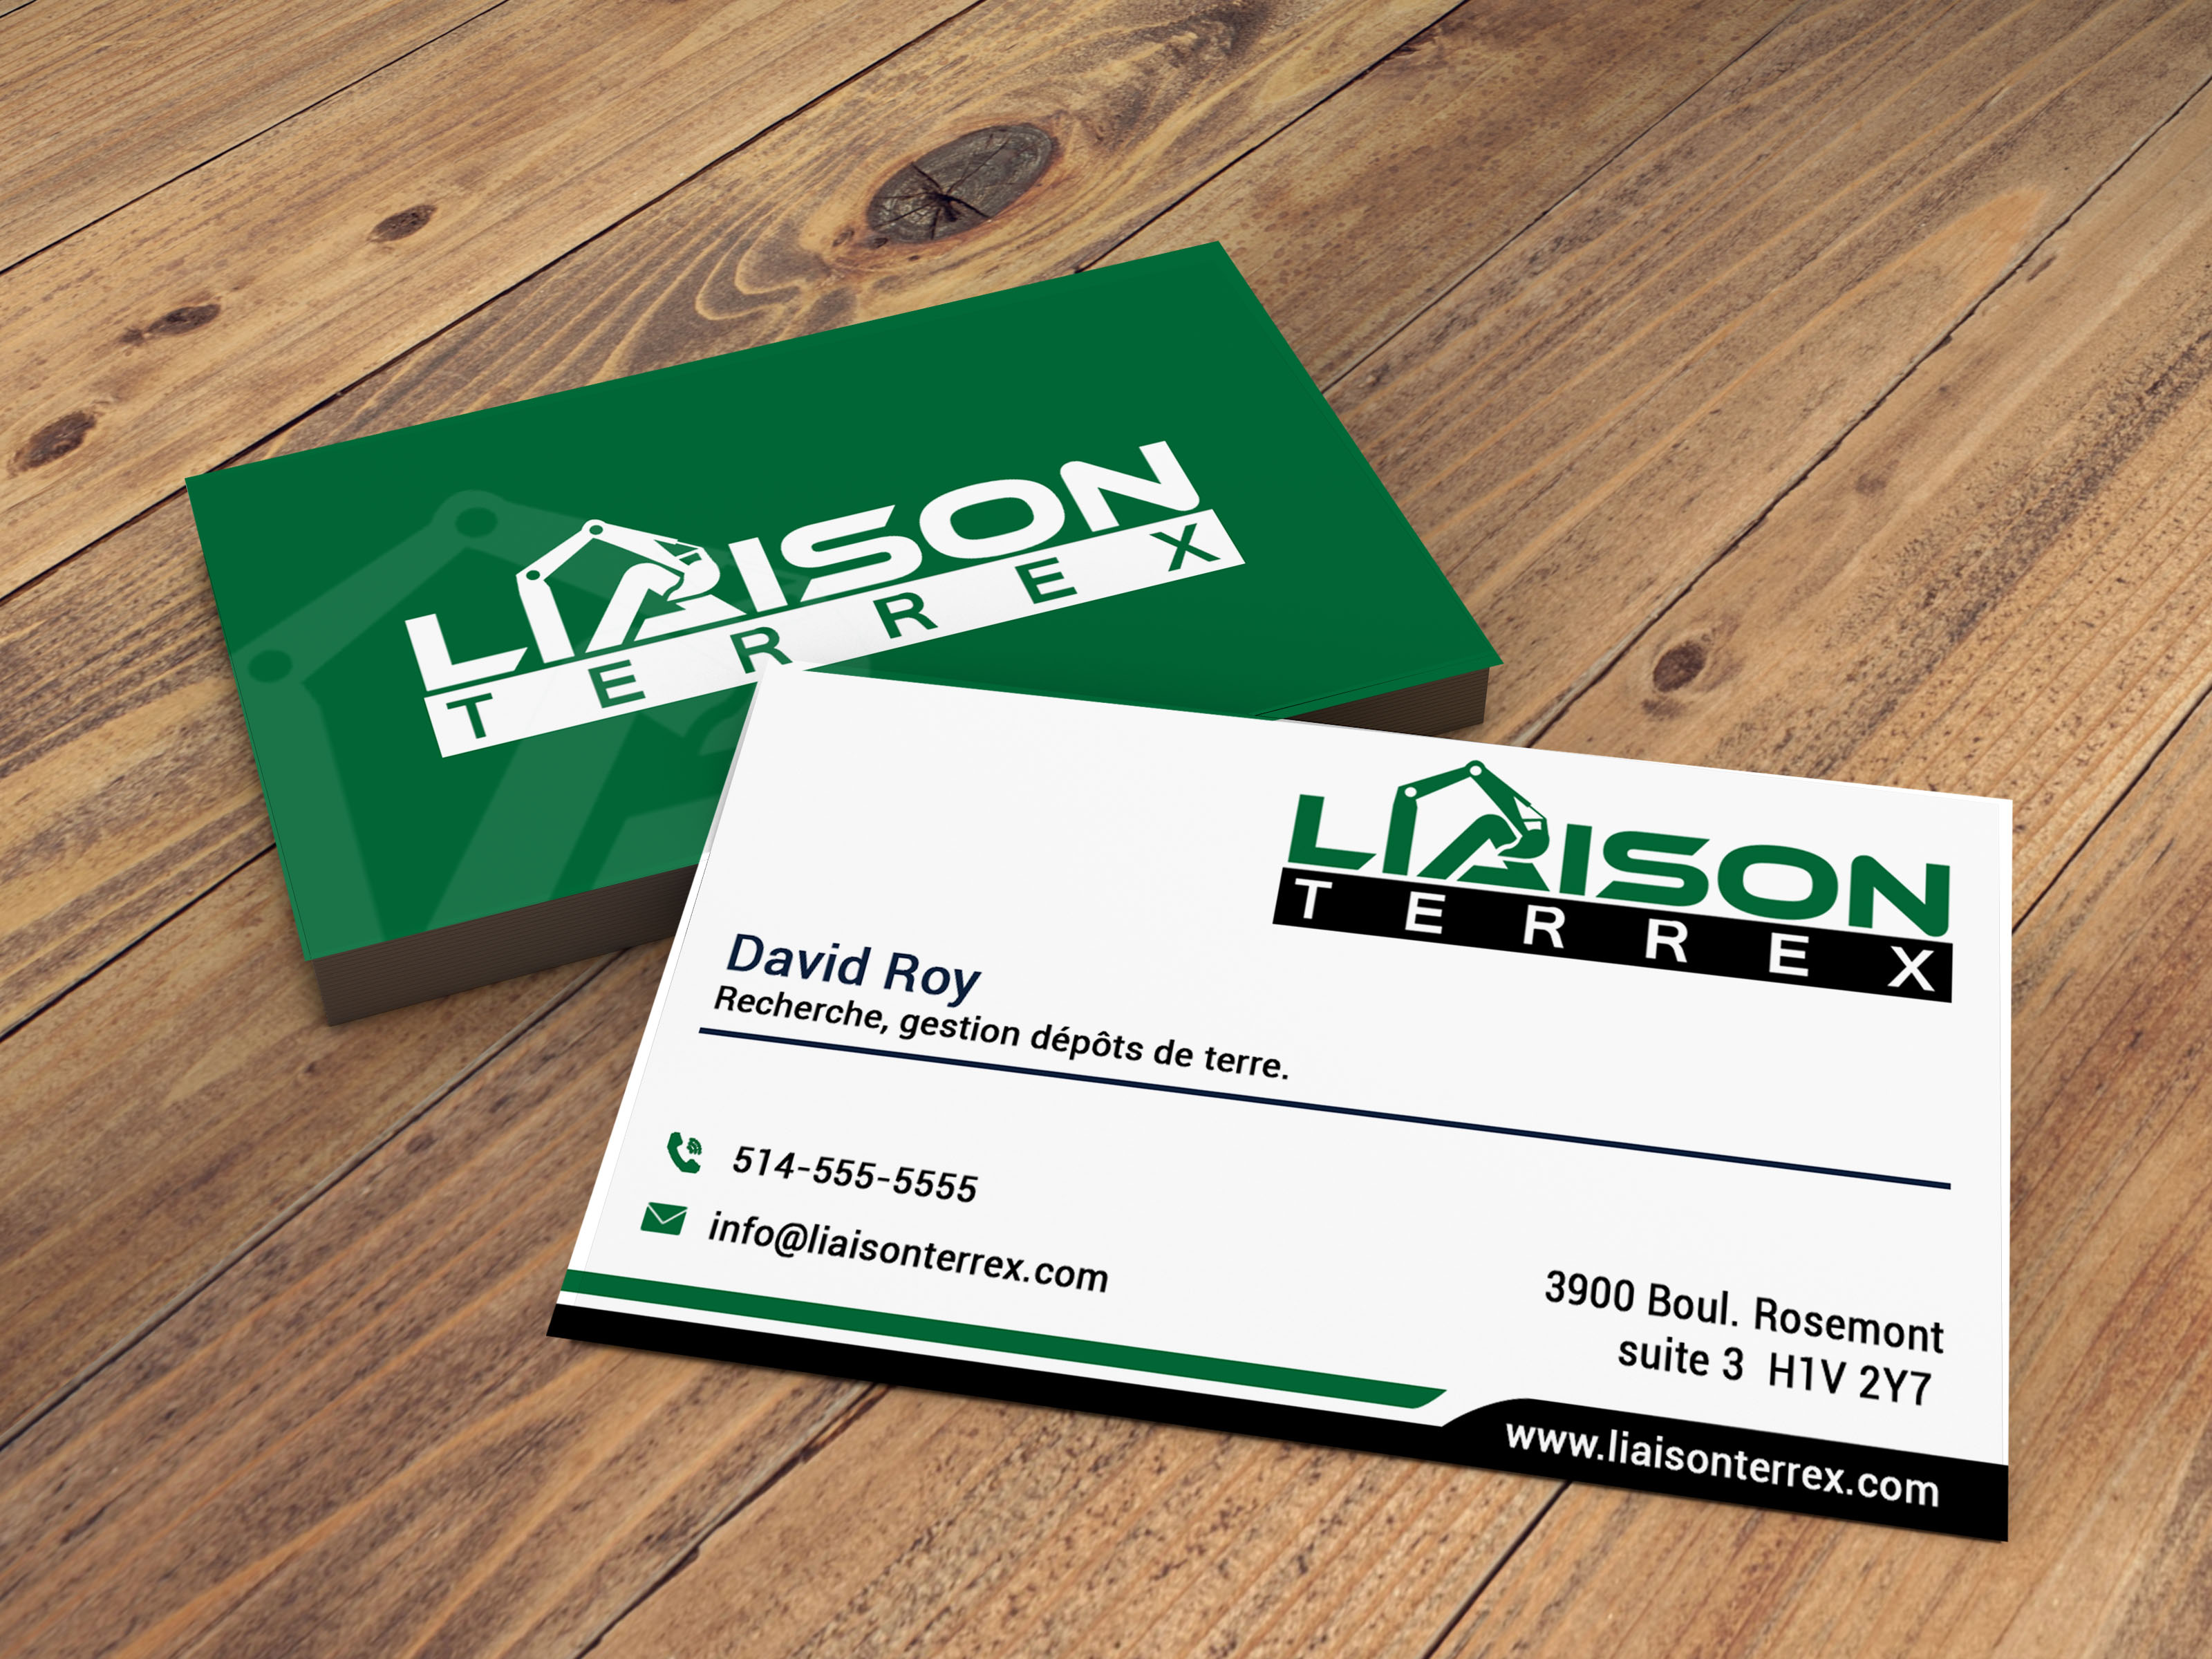 LIAISON
TERREX
LIAISON
TERREX
David Roy
Recherche, gestion dépôts de terre.
514-555-5555
info@liaisonterrex.com
3900 Boul. Rosemont
suite 3 H1V 2Y7
www.liaisonterrex.com